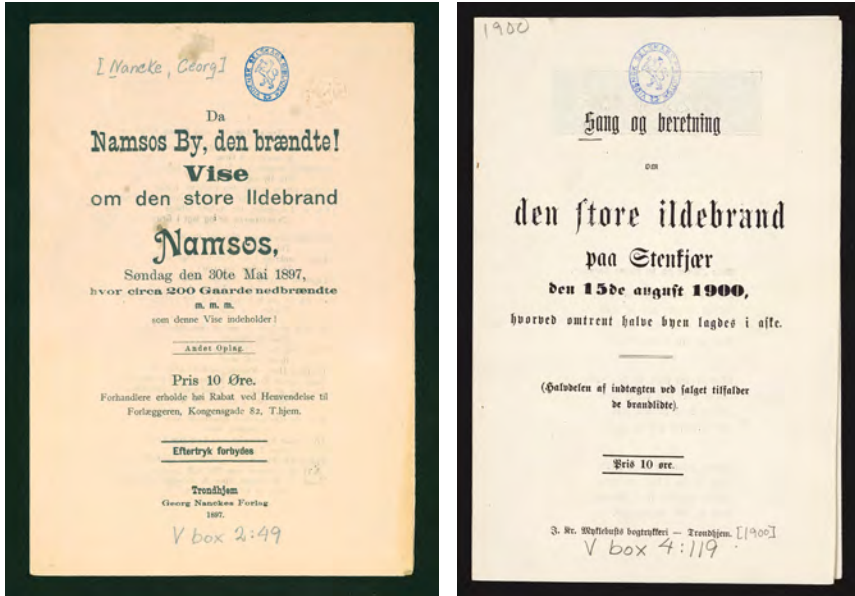 [Nancke, Georg]
Da
Namsos By, den brændte!
Vise
om den store Ildebrand
i
Namsos,
Søndag den 30te Mai 1897,
hvor circa 200 Gaarde nedbrændte
m. m. m.
som denne Vise indeholder!
Andet Oplag.
Pris 10 Øre.
Forhandlere erholde høi Rabat ved Henvendelse til
Forlæggeren, Kongensgade 82, T.hjem.
Eftertryk forbydes
Trondhjem
Georg Nanckes Forlag.
1897.
V box 2:49
1900
Sang og beretning
om
den store ildebrand
paa Stenkjær
den 15de august 1900,
hvorved omtrent halve byen lagdes i aske.
(Halvdelen af indtægten ved salget tilfalder
de brandlidte).
Pris 10 øre.
J. Kr. Myklebusts bogtrykkeri — Trondhjem. [1900]
V box 4:119